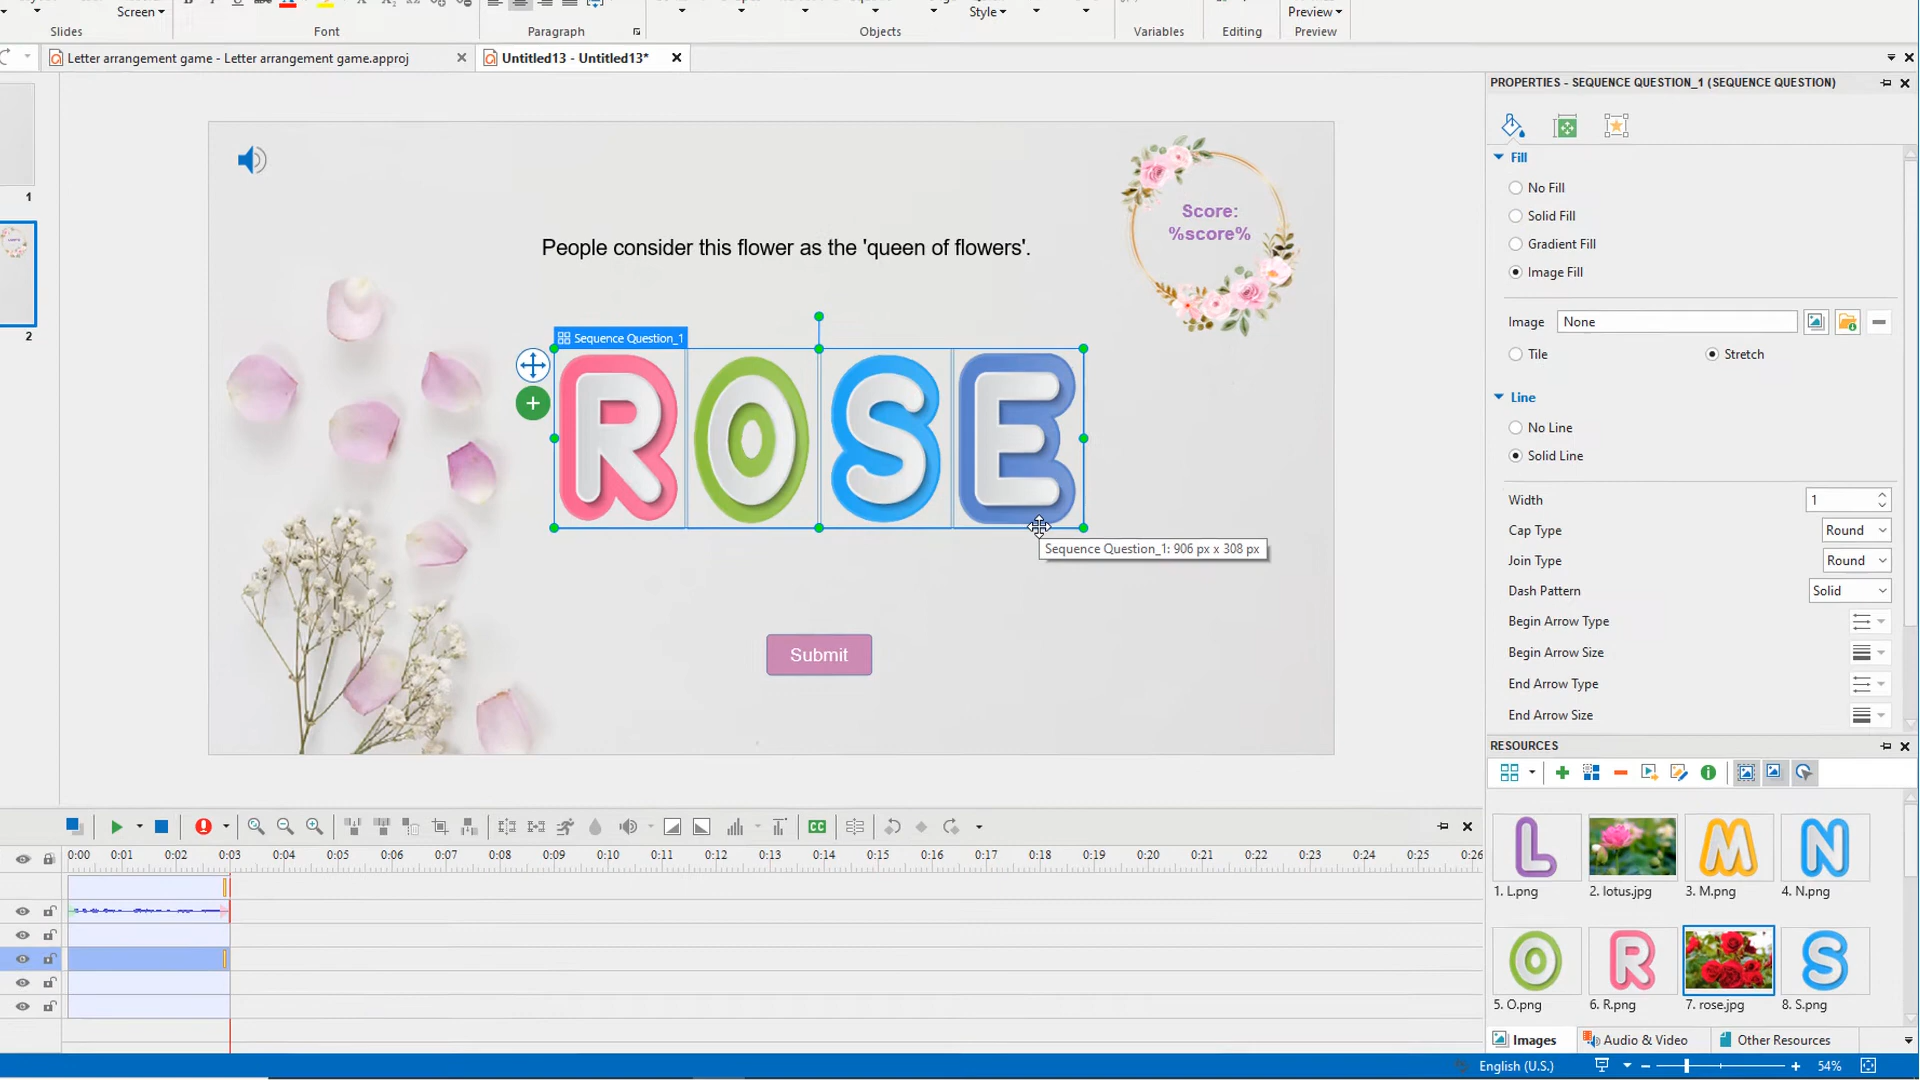 Screen
Style
Preview
Slides
Font
Paragraph
Objects
Variables
Editing
Preview
Letter arrangement game - Letter arrangement game.approj
Untitled13 - Untitled13*
PROPERTIES - SEQUENCE QUESTION_1 (SEQUENCE QUESTION)
Fill
No Fill
Solid Fill
Gradient Fill
Image Fill
Image
None
Tile
Stretch
Line
No Line
Solid Line
Width
1
Cap Type
Round
Join Type
Round
Dash Pattern
Solid
Begin Arrow Type
Begin Arrow Size
End Arrow Type
End Arrow Size
1
2
Score:
%score%
People consider this flower as the 'queen of flowers'.
Sequence Question_1
ROSE
Sequence Question_1: 906 px x 308 px
Submit
RESOURCES
L
M
N
1. L.png
2. lotus.jpg
3. M.png
4. N.png
O
R
S
5. O.png
6. R.png
7. rose.jpg
8. S.png
Images
Audio & Video
Other Resources
CC
0:00 0:01 0:02 0:03 0:04 0:05 0:06 0:07 0:08 0:09 0:10 0:11 0:12 0:13 0:14 0:15 0:16 0:17 0:18 0:19 0:20 0:21 0:22 0:23 0:24 0:25 0:26
English (U.S.)
54%